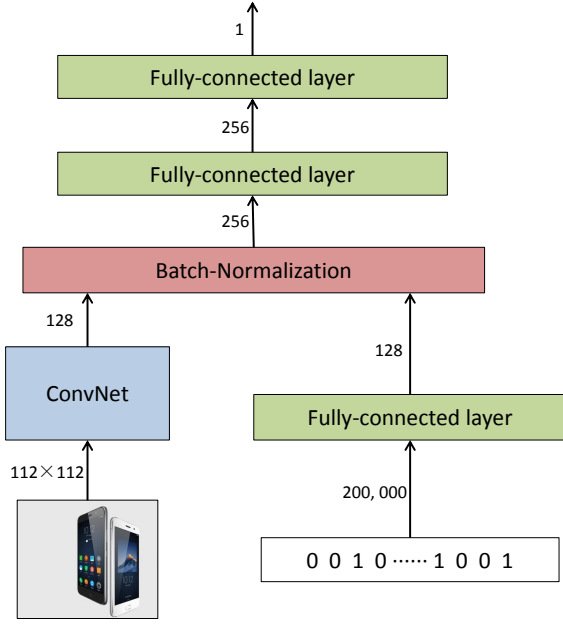 1
Fully-connected layer
256
Fully-connected layer
256
Batch-Normalization
128
128
ConvNet
Fully-connected layer
112×112
200, 000
0 0 1 0 ······ 1 0 0 1